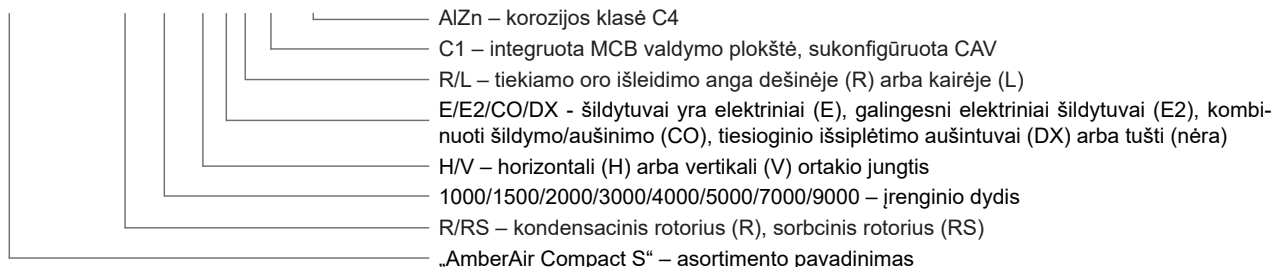 AlZn – korozijos klasė C4
C1 – integruota MCB valdymo plokštė, sukonfigūruota CAV
R/L – tiekiamo oro išleidimo anga dešinėje (R) arba kairėje (L)
E/E2/CO/DX - šildytuvai yra elektriniai (E), galingesni elektriniai šildytuvai (E2), kombi-
nuoti šildymo/aušinimo (CO), tiesioginio išsiplėtimo aušintuvai (DX) arba tušti (nėra)
H/V – horizontali (H) arba vertikali (V) ortakio jungtis
1000/1500/2000/3000/4000/5000/7000/9000 – įrenginio dydis
R/RS – kondensacinis rotorius (R), sorbcinis rotorius (RS)
„AmberAir Compact S“ – asortimento pavadinimas